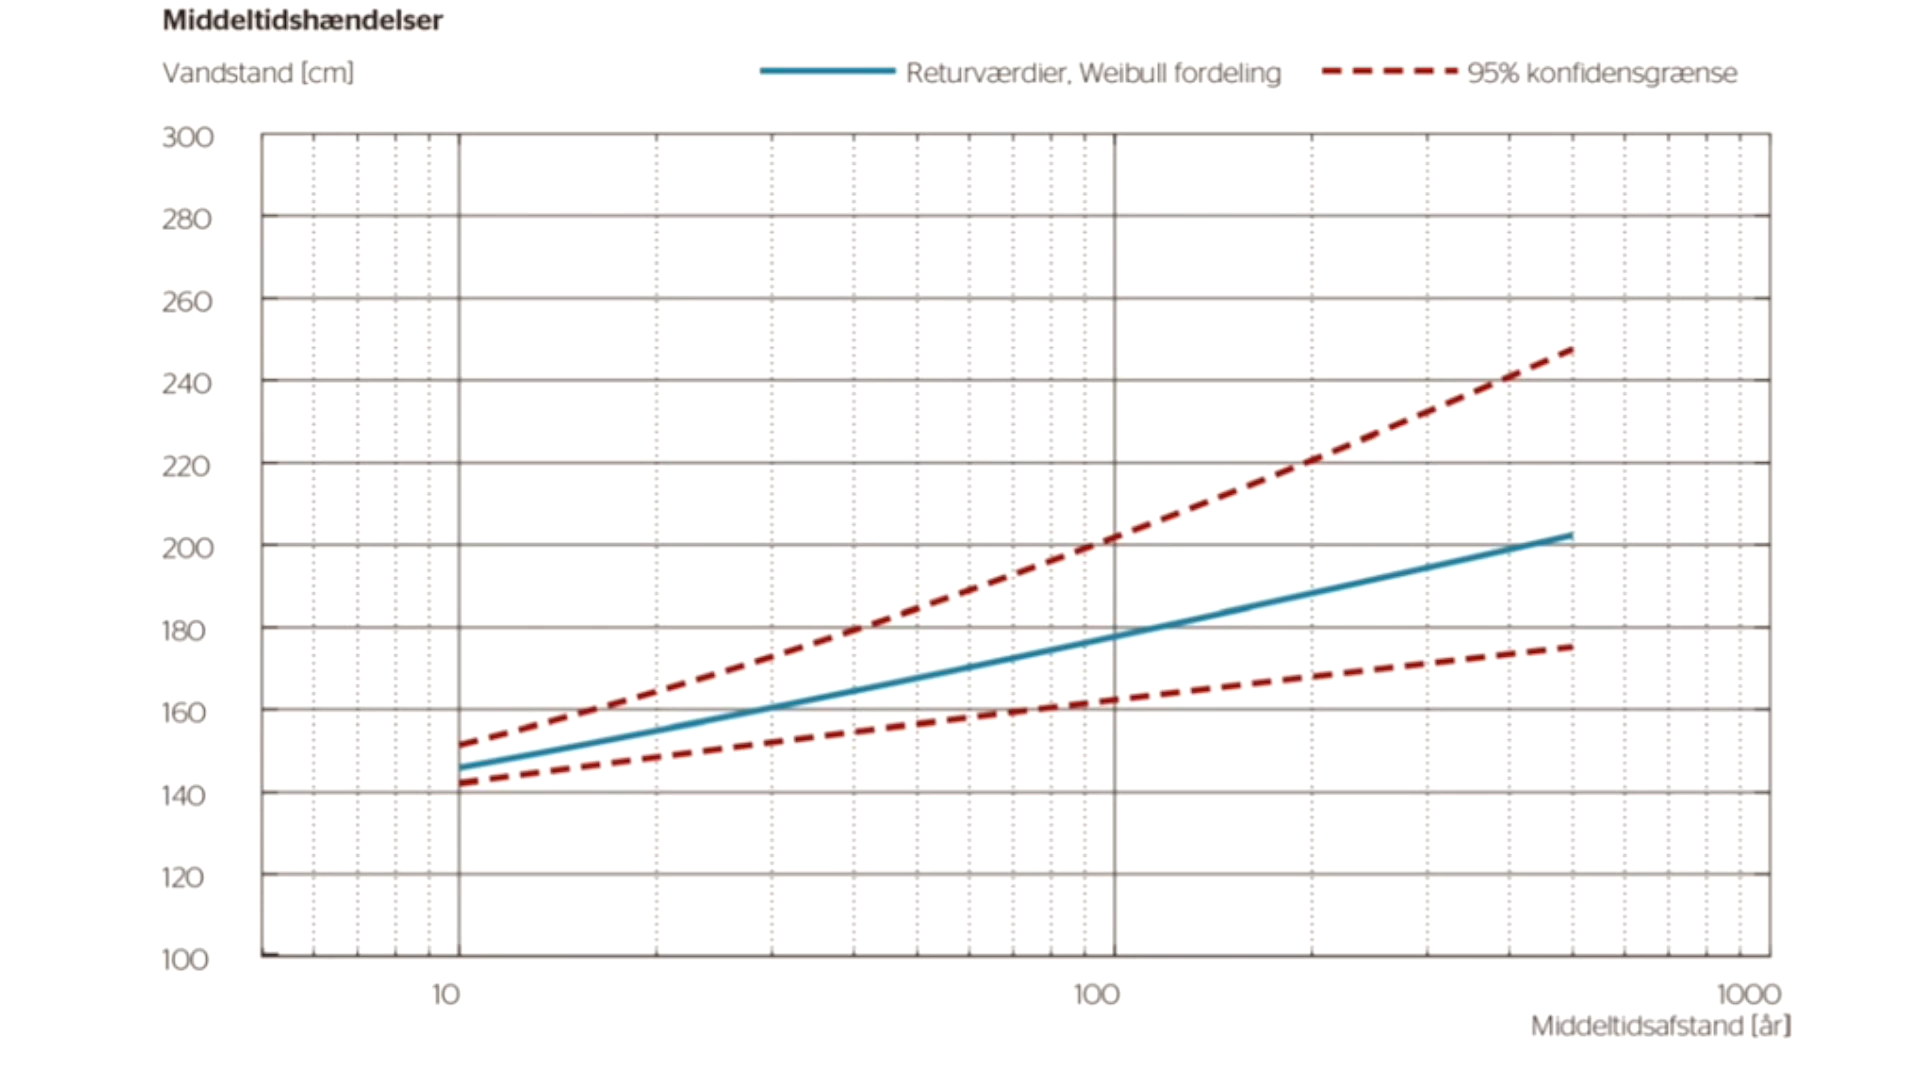 Middeltidshændelser
Vandstand [cm]
Returværdier, Weibull fordeling
95% konfidensgrænse
300
280
260
240
220
200
180
160
140
120
100
10
100
1000
Middeltidsafstand [år]